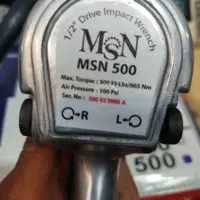 1/2" Drive Impact Wrench
MSN
MSN 500
Max. Torque : 500 Ft-Lbs/665 Nm
Air Pressure : 100 Psi
Ser. No :
R L
500